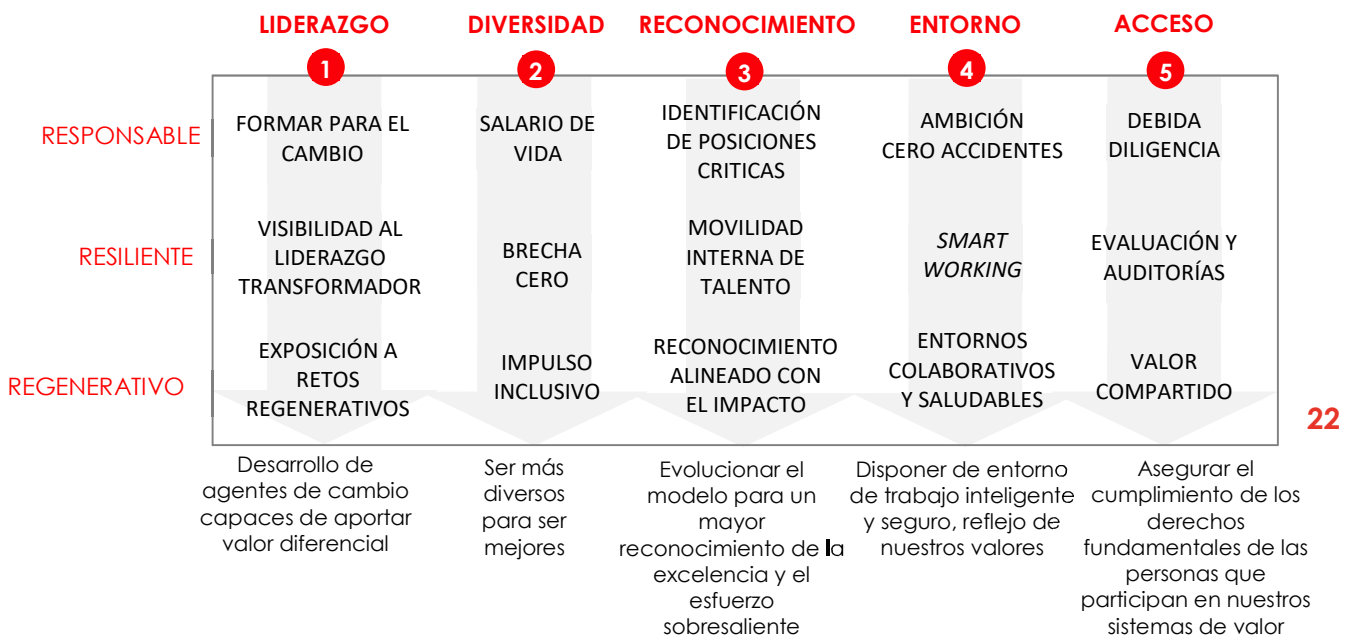 LIDERAZGO
DIVERSIDAD
RECONOCIMIENTO
ENTORNO
ACCESO
1
2
3
4
5
RESPONSABLE
FORMAR PARA EL
CAMBIO
SALARIO DE
VIDA
IDENTIFICACIÓN
DE POSICIONES
CRITICAS
AMBICIÓN
CERO ACCIDENTES
DEBIDA
DILIGENCIA
RESILIENTE
VISIBILIDAD AL
LIDERAZGO
TRANSFORMADOR
BRECHA
CERO
MOVILIDAD
INTERNA DE
TALENTO
SMART
WORKING
EVALUACIÓN Y
AUDITORÍAS
REGENERATIVO
EXPOSICIÓN A
RETOS
REGENERATIVOS
IMPULSO
INCLUSIVO
RECONOCIMIENTO
ALINEADO CON
EL IMPACTO
ENTORNOS
COLABORATIVOS
Y SALUDABLES
VALOR
COMPARTIDO
22
Desarrollo de
agentes de cambio
capaces de aportar
valor diferencial
Ser más
diversos
para ser
mejores
Evolucionar el
modelo para un
mayor
reconocimiento de la
excelencia y el
esfuerzo
sobresaliente
Disponer de entorno
de trabajo inteligente
y seguro, reflejo de
nuestros valores
Asegurar el
cumplimiento de los
derechos
fundamentales de las
personas que
participan en nuestros
sistemas de valor